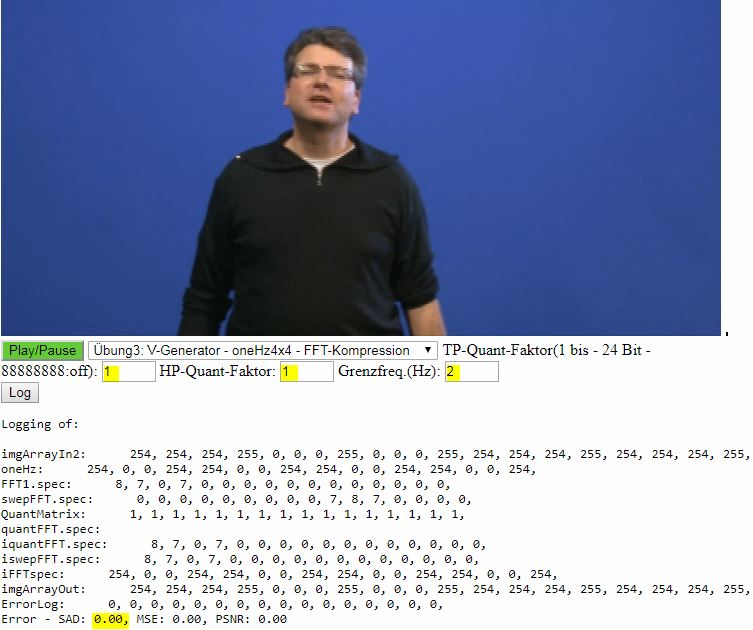 Play/Pause Übung3: V-Generator - oneHz4x4 - FFT-Kompression TP-Quant-Faktor(1 bis - 24 Bit -
88888888:off): 1 HP-Quant-Faktor: 1 Grenzfreq.(Hz): 2
Log
Logging of:
imgArrayIn2: 254, 254, 254, 255, 0, 0, 0, 255, 0, 0, 0, 255, 254, 254, 254, 255, 254, 254, 254, 255,
oneHz: 254, 0, 0, 254, 254, 0, 0, 254, 254, 0, 0, 254, 254, 0, 0, 254,
FFT1.spec: 8, 7, 0, 7, 0, 0, 0, 0, 0, 0, 0, 0, 0, 0, 0, 0,
swepFFT.spec: 0, 0, 0, 0, 0, 0, 0, 0, 0, 7, 8, 7, 0, 0, 0, 0,
QuantMatrix: 1, 1, 1, 1, 1, 1, 1, 1, 1, 1, 1, 1, 1, 1, 1, 1,
quantFFT.spec:
iquantFFT.spec: 8, 7, 0, 7, 0, 0, 0, 0, 0, 0, 0, 0, 0, 0, 0, 0,
iswepFFT.spec: 8, 7, 0, 7, 0, 0, 0, 0, 0, 0, 0, 0, 0, 0, 0, 0,
iFFTspec: 254, 0, 0, 254, 254, 0, 0, 254, 254, 0, 0, 254, 254, 0, 0, 254,
imgArrayOut: 254, 254, 254, 255, 0, 0, 0, 255, 0, 0, 0, 255, 254, 254, 254, 255, 254, 254, 254, 255,
ErrorLog: 0, 0, 0, 0, 0, 0, 0, 0, 0, 0, 0, 0, 0, 0, 0, 0,
Error - SAD: 0.00, MSE: 0.00, PSNR: 0.00